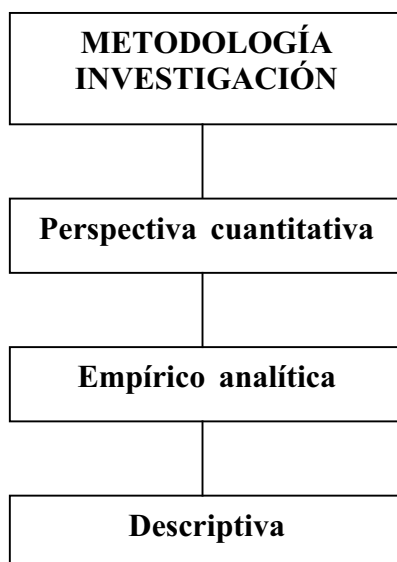 METODOLOGÍA
INVESTIGACIÓN
Perspectiva cuantitativa
Empírico analítica
Descriptiva